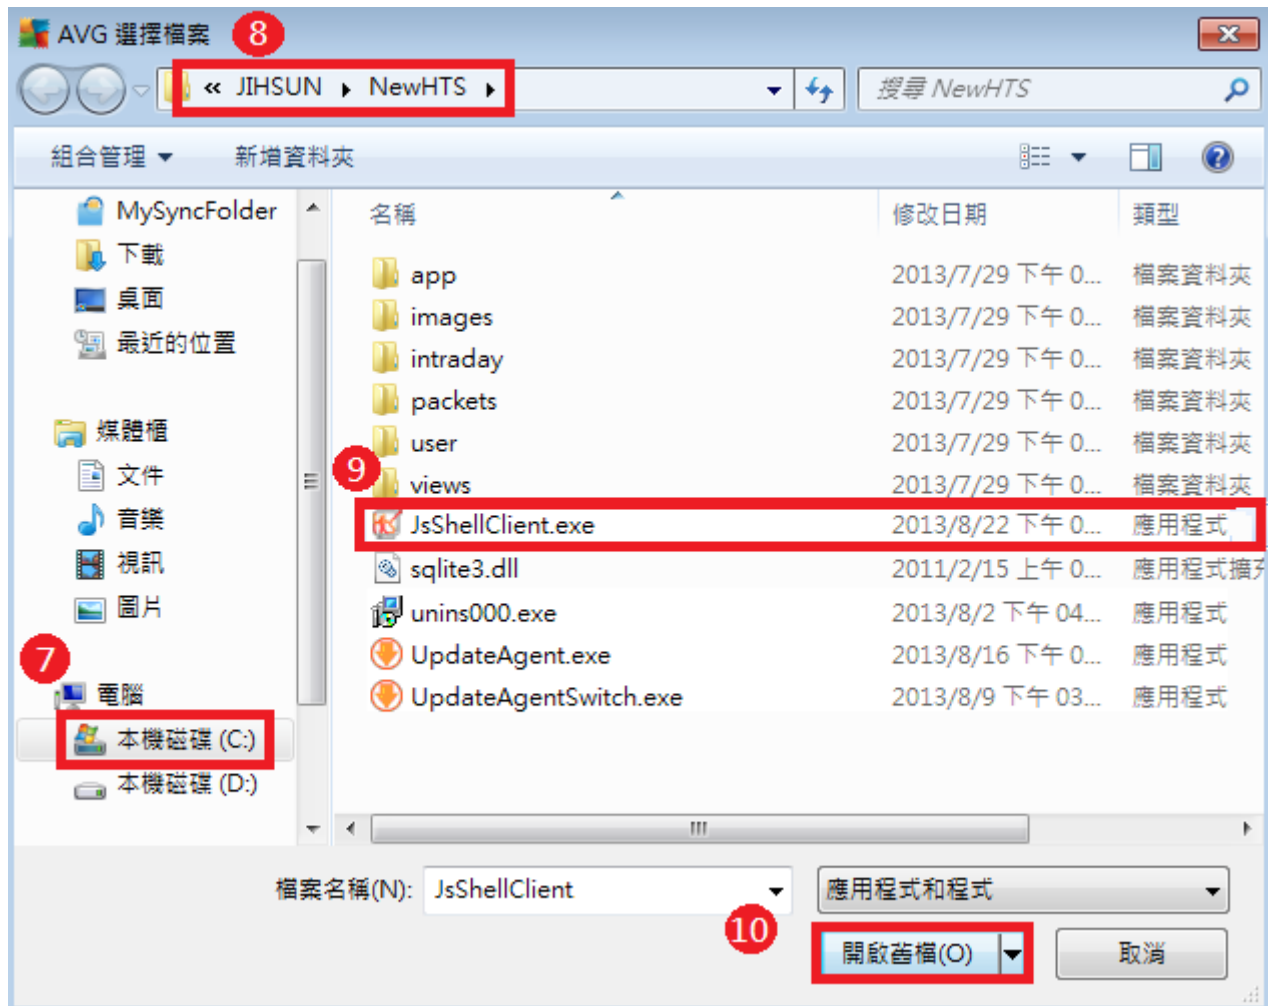 AVG 選擇檔案 8
« JIHSUN ▸ NewHTS ▸ 搜尋 NewHTS
組合管理 新增資料夾
名稱 修改日期 類型
MySyncFolder
下載
桌面
最近的位置
媒體櫃
文件
音樂
視訊
圖片
7
電腦
本機磁碟 (C:)
本機磁碟 (D:)
app 2013/7/29 下午 0... 檔案資料夾
images 2013/7/29 下午 0... 檔案資料夾
intraday 2013/7/29 下午 0... 檔案資料夾
packets 2013/7/29 下午 0... 檔案資料夾
user 2013/7/29 下午 0... 檔案資料夾
9
views 2013/7/29 下午 0... 檔案資料夾
JsShellClient.exe 2013/8/22 下午 0... 應用程式
sqlite3.dll 2011/2/15 上午 0... 應用程式擴充
unins000.exe 2013/8/2 下午 04... 應用程式
UpdateAgent.exe 2013/8/16 下午 0... 應用程式
UpdateAgentSwitch.exe 2013/8/9 下午 03... 應用程式
檔案名稱(N): JsShellClient 應用程式和程式
10
開啟舊檔(O) 取消